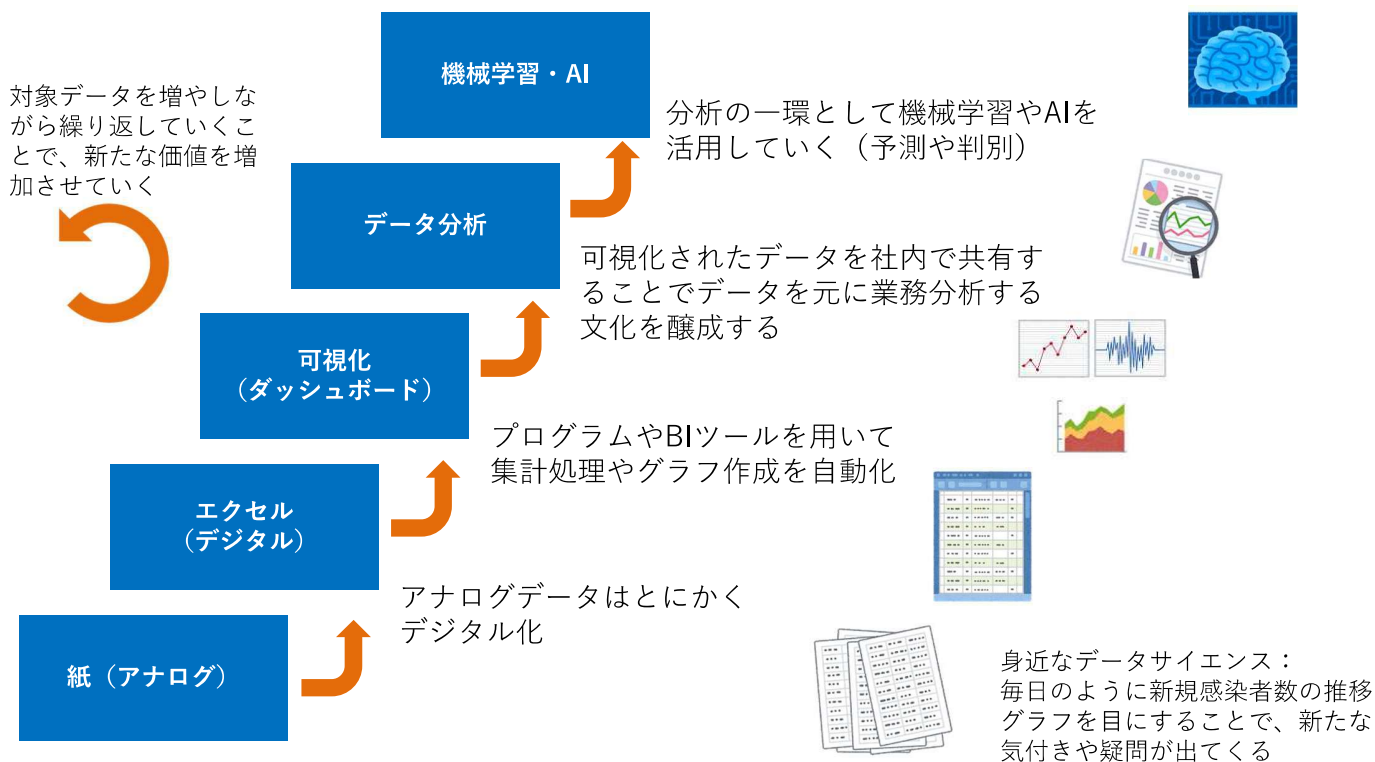 機械学習・AI
対象データを増やしな
がら繰り返していくこ
とで、新たな価値を増
加させていく
分析の一環として機械学習やAIを
活用していく（予測や判別）
データ分析
可視化されたデータを社内で共有す
ることでデータを元に業務分析する
文化を醸成する
可視化
（ダッシュボード）
プログラムやBIツールを用いて
集計処理やグラフ作成を自動化
エクセル
（デジタル）
アナログデータはとにかく
デジタル化
紙（アナログ）
身近なデータサイエンス：
毎日のように新規感染者数の推移
グラフを目にすることで、新たな
気付きや疑問が出てくる